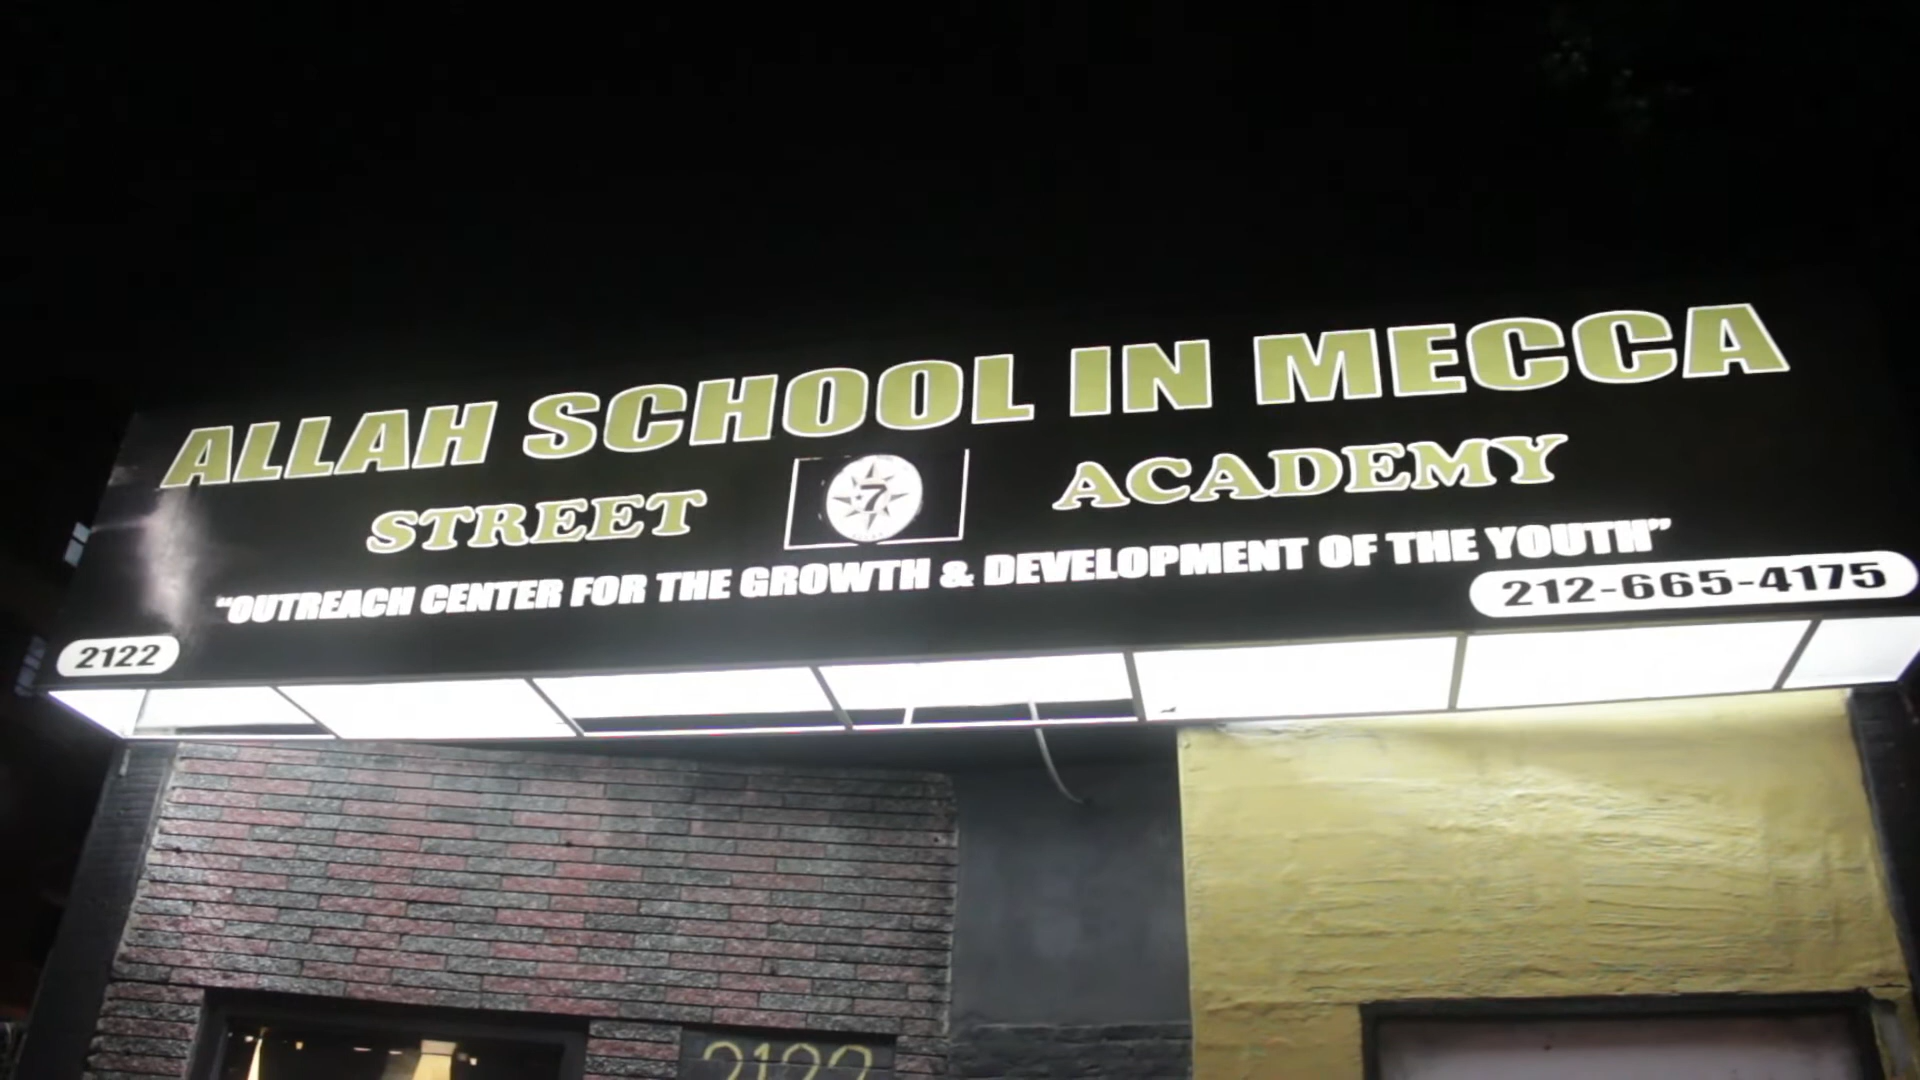 ALLAH SCHOOL IN MECCA
STREET 7 ACADEMY
"OUTREACH CENTER FOR THE GROWTH & DEVELOPMENT OF THE YOUTH"
2122
212-665-4175
2122